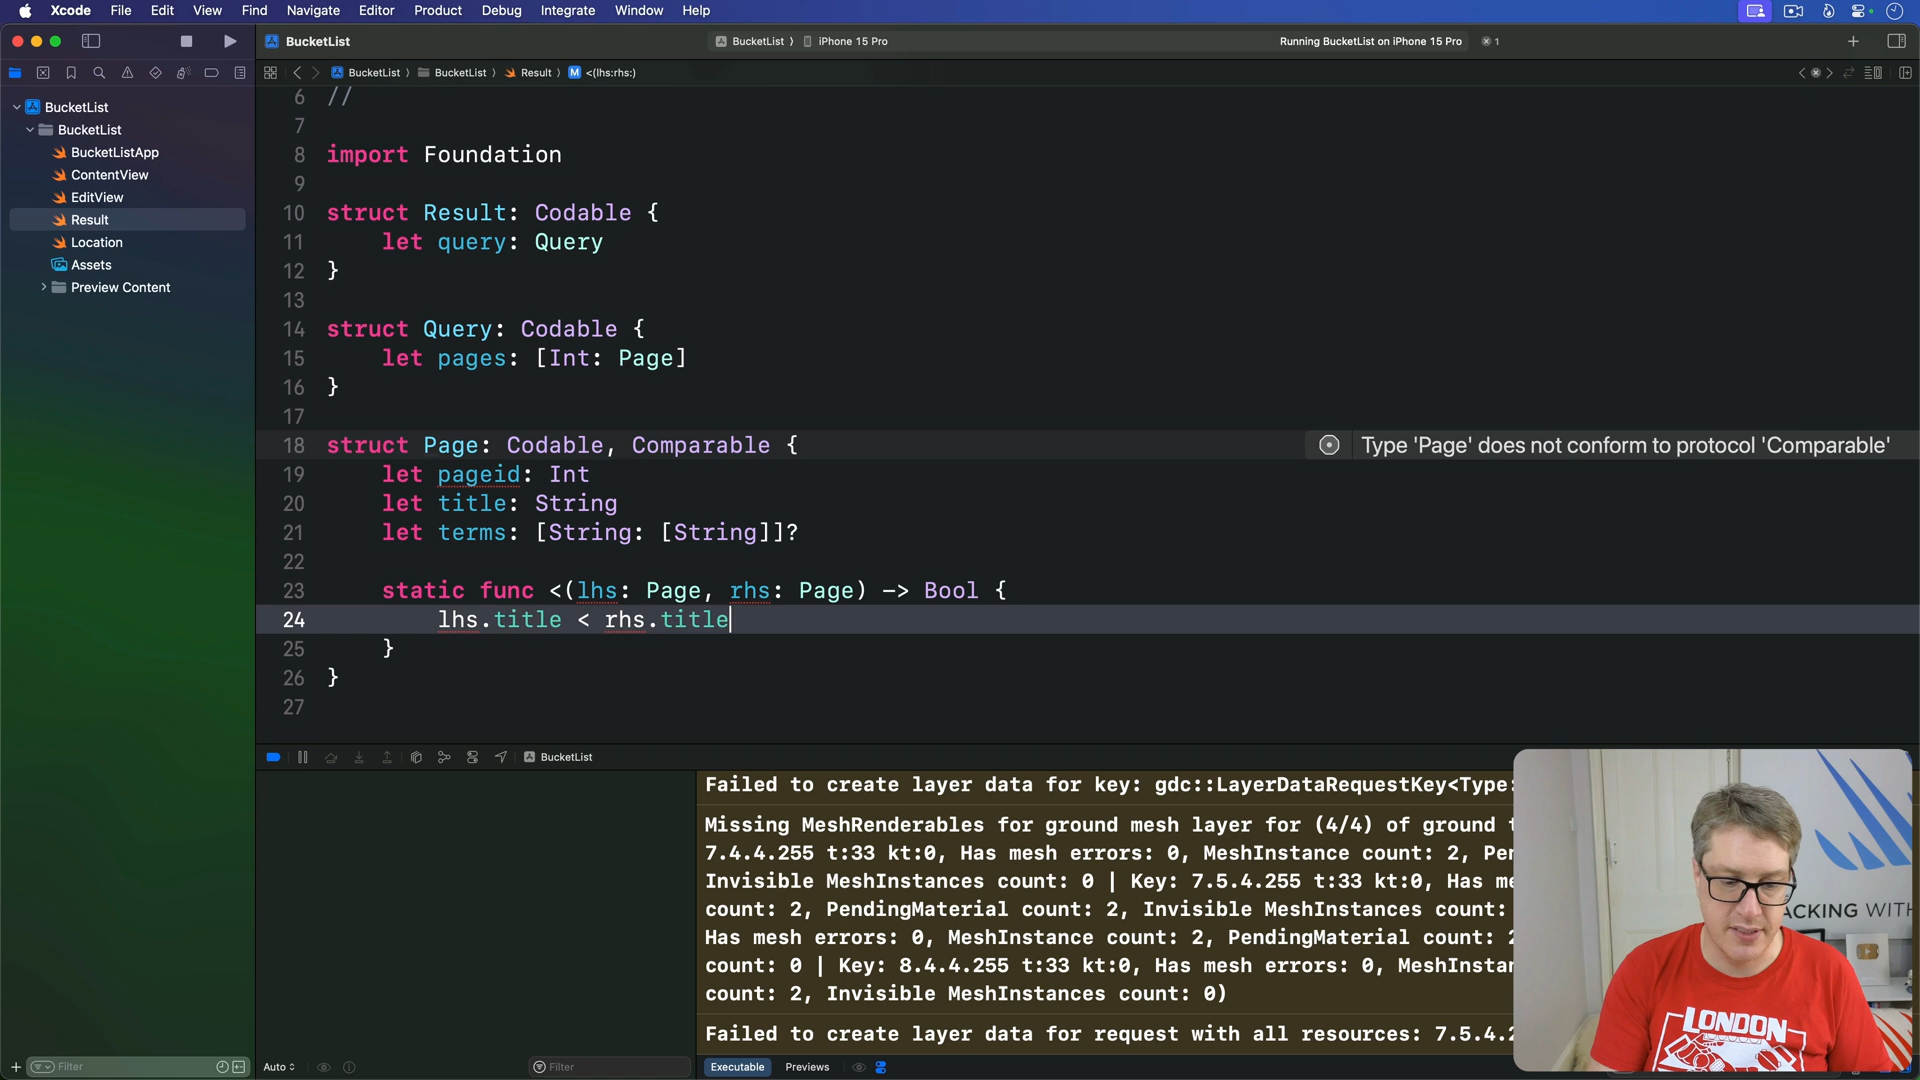 Xcode File Edit View Find Navigate Editor Product Debug Integrate Window Help
BucketList
BucketList 〉 iPhone 15 Pro
Running BucketList on iPhone 15 Pro
1
BucketList 〉 BucketList 〉 Result 〉 M <(lhs:rhs:)
BucketList
BucketList
BucketListApp
ContentView
EditView
Result
Location
Assets
Preview Content
6 //
7
8 import Foundation
9
10 struct Result: Codable {
11 let query: Query
12 }
13
14 struct Query: Codable {
15 let pages: [Int: Page]
16 }
17
18 struct Page: Codable, Comparable {
Type 'Page' does not conform to protocol 'Comparable'
19 let pageid: Int
20 let title: String
21 let terms: [String: [String]]?
22
23 static func <(lhs: Page, rhs: Page) -> Bool {
24 lhs.title < rhs.title
25 }
26 }
27
BucketList
Failed to create layer data for key: gdc::LayerDataRequestKey<Type:
Missing MeshRenderables for ground mesh layer for (4/4) of ground
7.4.4.255 t:33 kt:0, Has mesh errors: 0, MeshInstance count: 2,
Invisible MeshInstances count: 0 | Key: 7.5.4.255 t:33 kt:0, Has
count: 2, PendingMaterial count: 2, Invisible MeshInstances count:
Has mesh errors: 0, MeshInstance count: 2, PendingMaterial count:
count: 0 | Key: 8.4.4.255 t:33 kt:0, Has mesh errors: 0,
count: 2, Invisible MeshInstances count: 0)
Failed to create layer data for request with all resources: 7.5.4.2
ACKING WITH
LONDON
Filter
Auto
Filter
Executable Previews